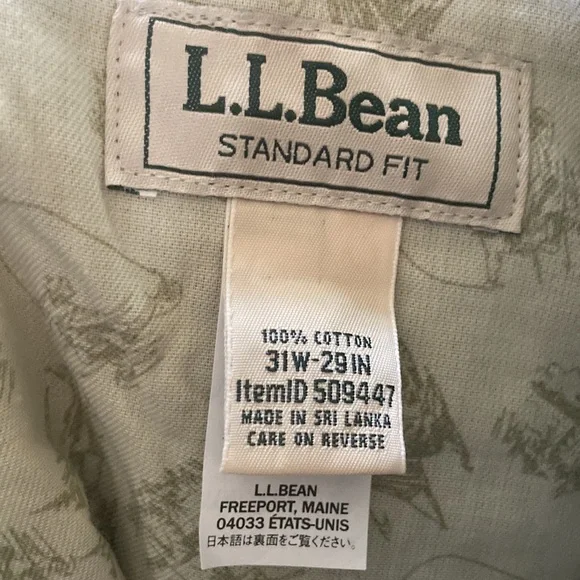 L.L.Bean
STANDARD FIT
100% COTTON
31W-29IN
ItemID 509447
MADE IN SRI LANKA
CARE ON REVERSE
L.L.BEAN
FREEPORT, MAINE
04033 ÉTATS-UNIS
日本語は裏面をご覧ください。